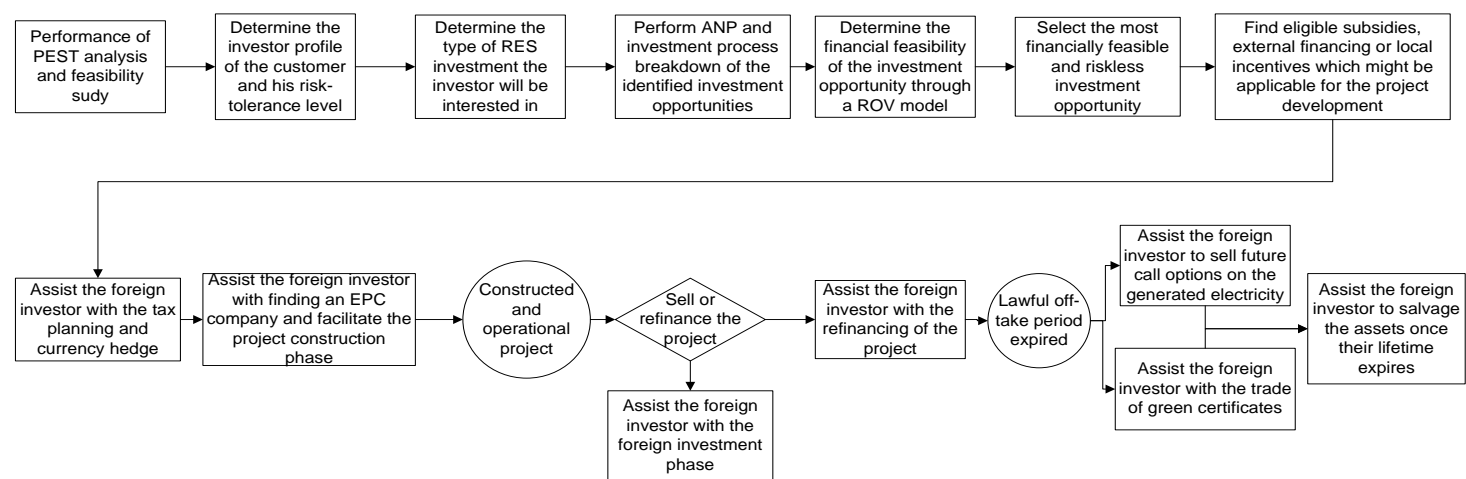 Performance of
PEST analysis
and feasibility
sudy
Determine the
investor profile
of the customer
and his risk-
tolerance level
Determine the
type of RES
investment the
investor will be
interested in
Perform ANP and
investment process
breakdown of the
identified investment
opportunities
Determine the
financial feasibility
of the investment
opportunity through
a ROV model
Select the most
financially feasible
and riskless
investment
opportunity
Find eligible subsidies,
external financing or local
incentives which might be
applicable for the project
development
Assist the foreign
investor with the tax
planning and
currency hedge
Assist the foreign investor
with finding an EPC
company and facilitate the
project construction
phase
Constructed
and
operational
project
Sell or
refinance the
project
Assist the foreign
investor with the
foreign investment
phase
Assist the foreign
investor with the
refinancing of the
project
Lawful off-
take period
expired
Assist the foreign
investor to sell future
call options on the
generated electricity
Assist the foreign
investor with the trade
of green certificates
Assist the foreign
investor to salvage
the assets once
their lifetime
expires